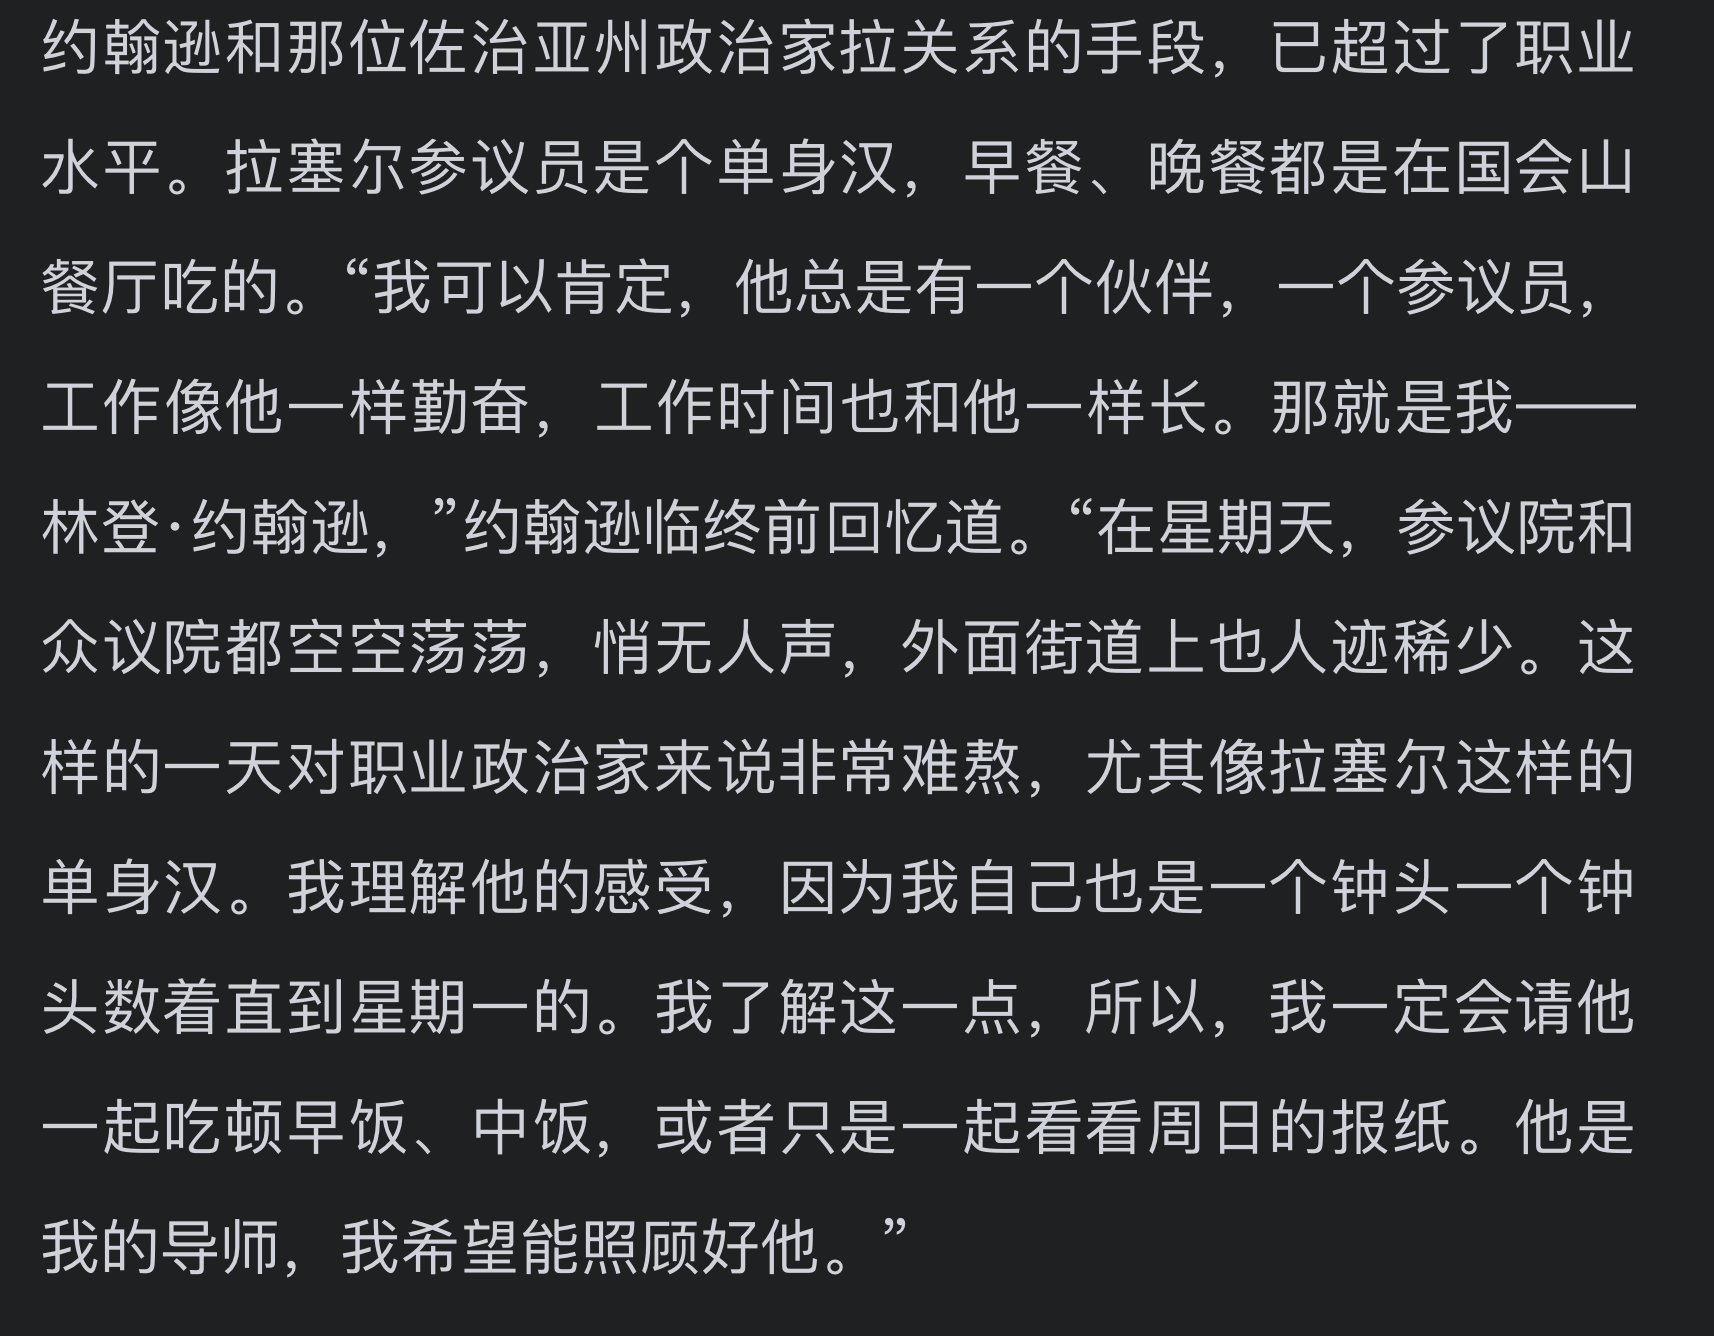 约翰逊和那位佐治亚州政治家拉关系的手段，已超过了职业
水平。拉塞尔参议员是个单身汉，早餐、晚餐都是在国会山
餐厅吃的。“我可以肯定，他总是有一个伙伴，一个参议员，
工作像他一样勤奋，工作时间也和他一样长。那就是我——
林登·约翰逊，”约翰逊临终前回忆道。“在星期天，参议院和
众议院都空空荡荡，悄无人声，外面街道上也人迹稀少。这
样的一天对职业政治家来说非常难熬，尤其像拉塞尔这样的
单身汉。我理解他的感受，因为我自己也是一个钟头一个钟
头数着直到星期一的。我了解这一点，所以，我一定会请他
一起吃顿早饭、中饭，或者只是一起看看周日的报纸。他是
我的导师，我希望能照顾好他。”